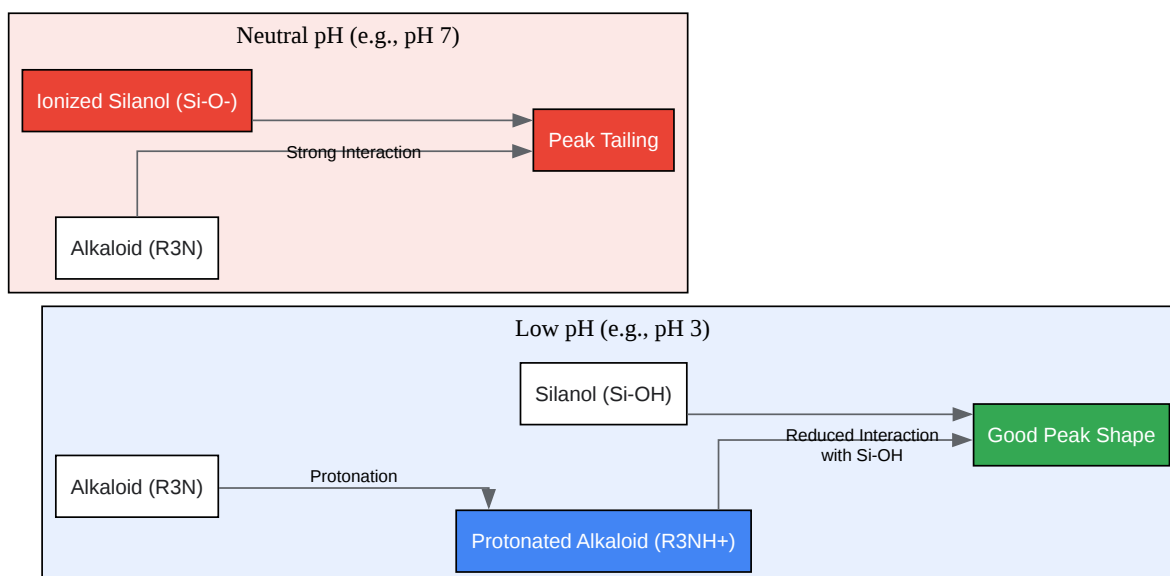 Neutral pH (e.g., pH 7)
Ionized Silanol (Si-O-)
Peak Tailing
Strong Interaction
Alkaloid (R3N)
Low pH (e.g., pH 3)
Silanol (Si-OH)
Good Peak Shape
Reduced Interaction
with Si-OH
Alkaloid (R3N)
Protonation
Protonated Alkaloid (R3NH+)